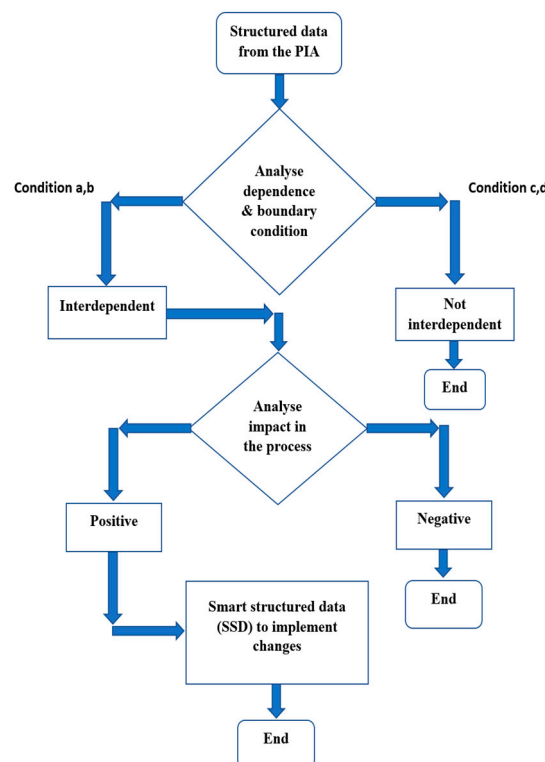 Structured data
from the PIA
Analyse
dependence
& boundary
condition
Condition a,b
Condition c,d
Interdependent
Not
interdependent
End
Analyse
impact in
the process
Positive
Negative
End
Smart structured data
(SSD) to implement
changes
End